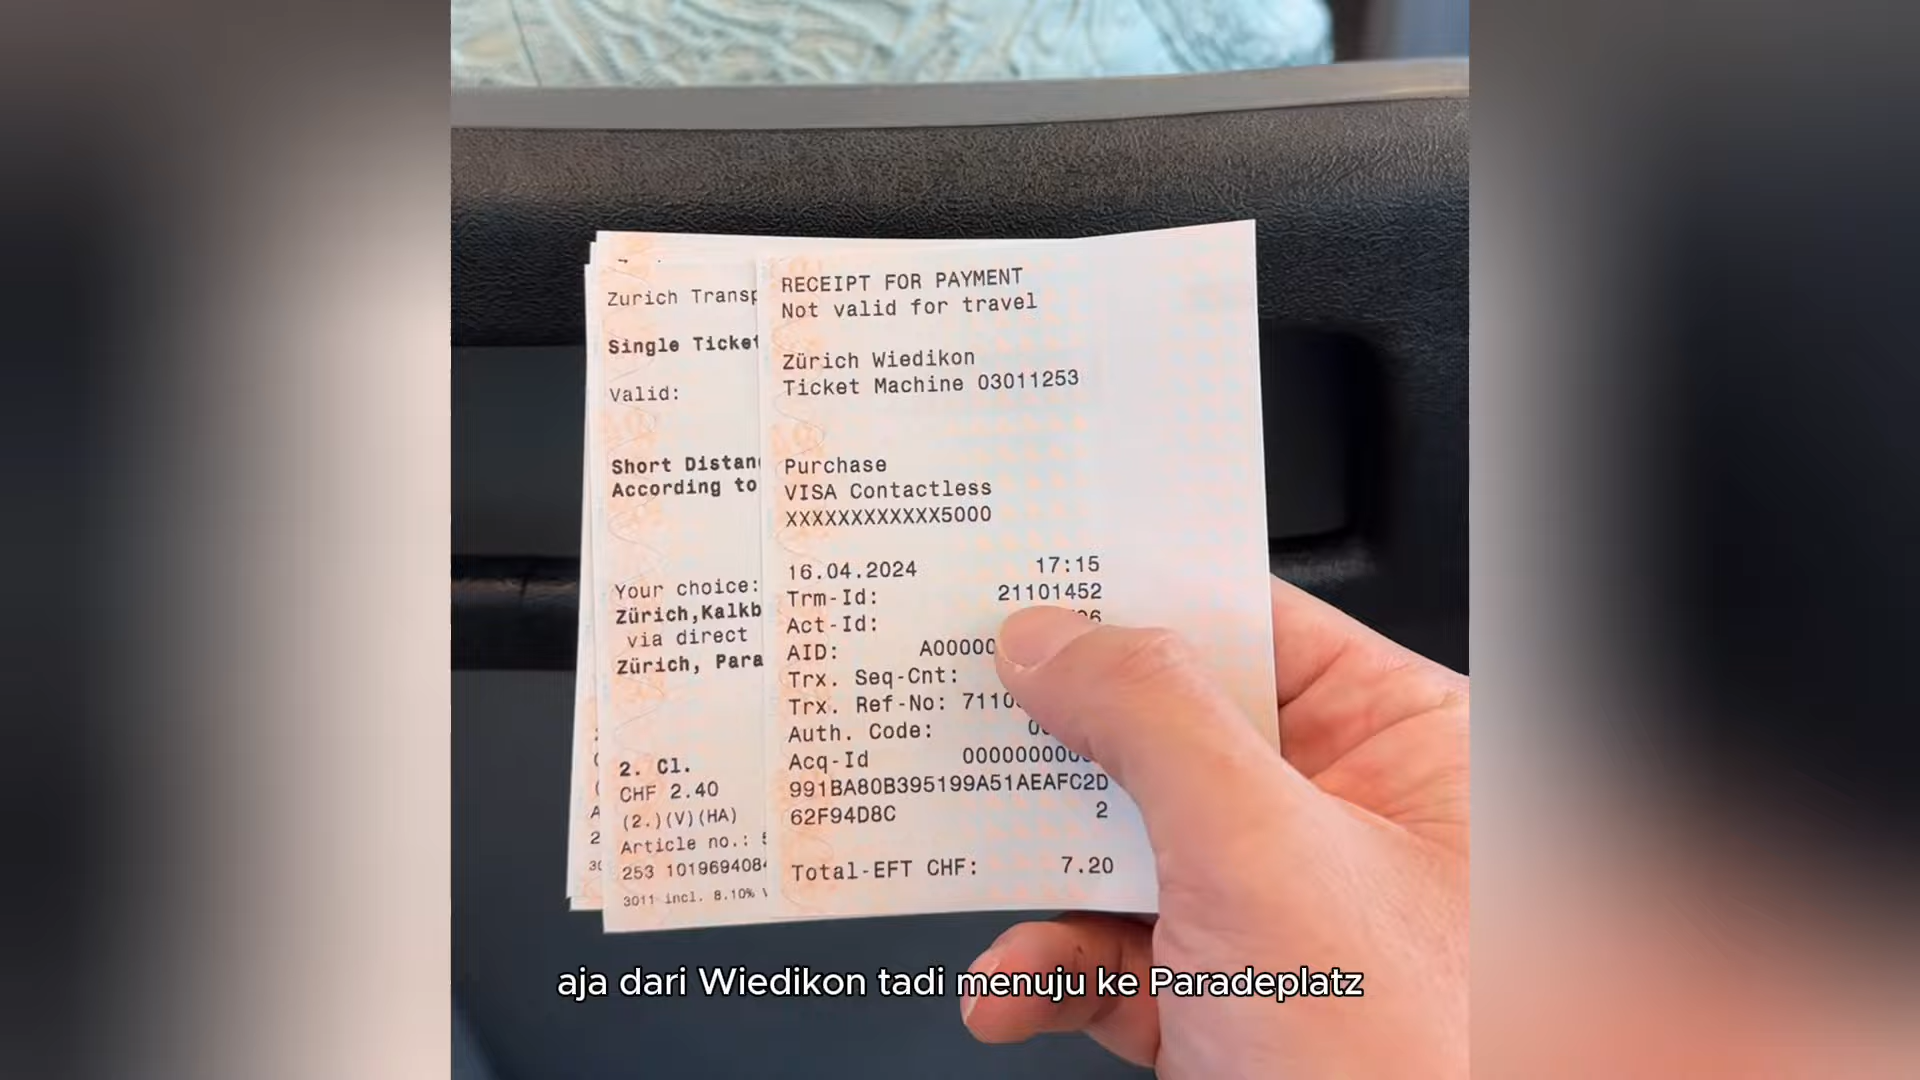 Zurich Transp
Single Ticket
Valid:
Short Distan
According to
Your choice:
Zürich,Kalkb
via direct
Zürich, Para
2. Cl.
CHF 2.40
(2.)(V)(HA)
Article no.:
253 101969408
3011 incl. 8.10%
RECEIPT FOR PAYMENT
Not valid for travel
Zürich Wiedikon
Ticket Machine 03011253
Purchase
VISA Contactless
XXXXXXXXXXXX5000
16.04.2024 17:15
Trm-Id: 21101452
Act-Id:
AID: A00000
Trx. Seq-Cnt:
Trx. Ref-No: 7110
Auth. Code:
Acq-Id 0000000000
991BA80B395199A51AEAFC2D
62F94D8C 2
Total-EFT CHF: 7.20
aja dari Wiedikon tadi menuju ke Paradeplatz